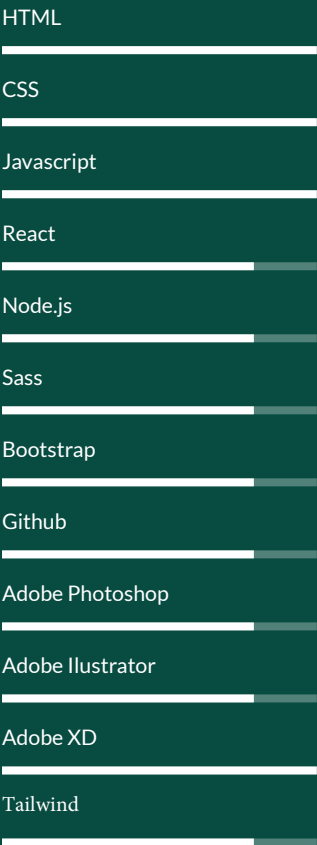 HTML
CSS
Javascript
React
Node.js
Sass
Bootstrap
Github
Adobe Photoshop
Adobe Ilustrator
Adobe XD
Tailwind